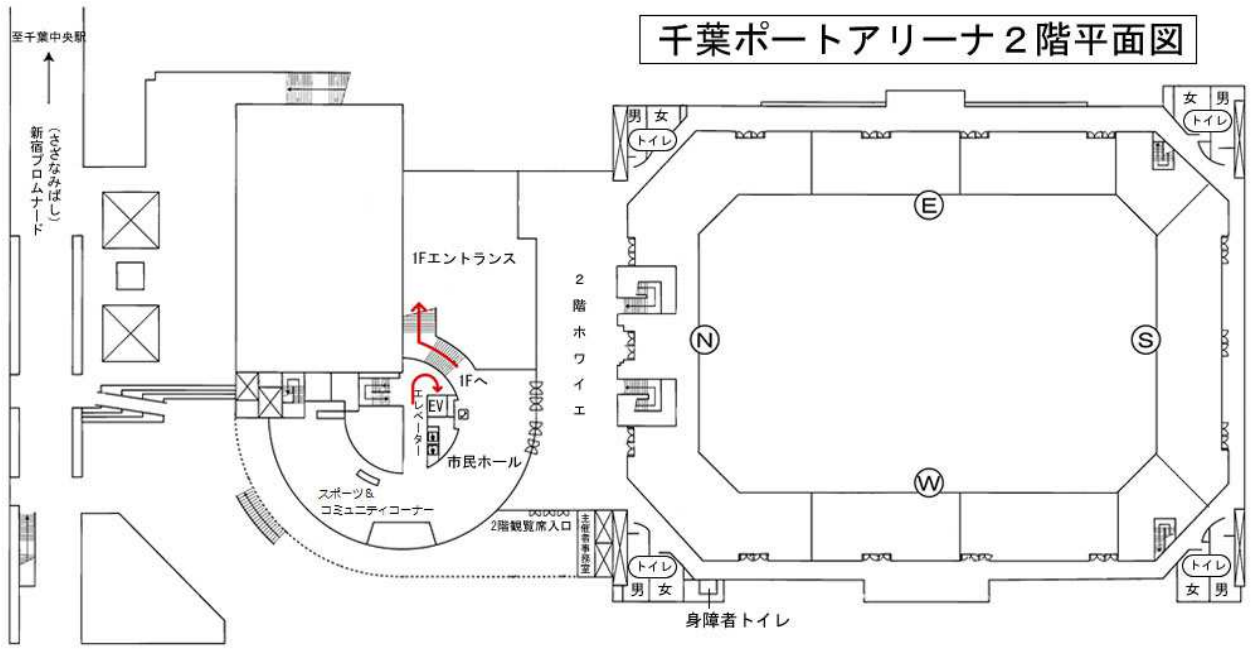 千葉ポートアリーナ２階平面図
至千葉中央駅
(さざなみばし)
新宿プロムナード
男 女
トイレ
女 男
トイレ
E
1Fエントランス
２階ホワイエ
N
S
1Fへ
エレベーター
EV
市民ホール
W
スポーツ&
コミュニティコーナー
2階観覧席入口
主催者事務室
トイレ
男 女
トイレ
女 男
身障者トイレ